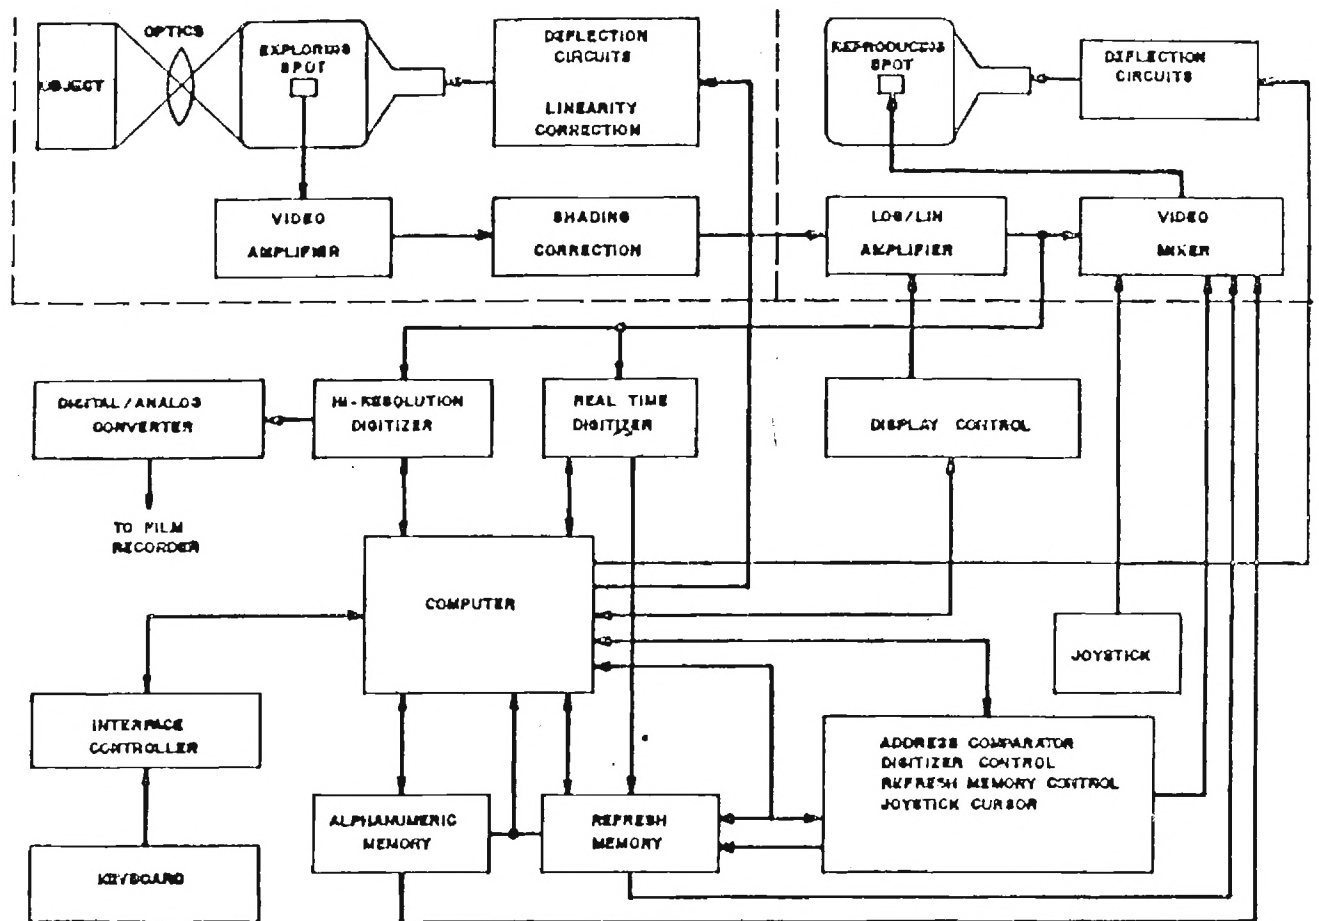 OPTICS
OBJECT
EXPLORING
SPOT
DEFLECTION
CIRCUITS
LINEARITY
CORRECTION
REPRODUCING
SPOT
DEFLECTION
CIRCUITS
VIDEO
AMPLIFIER
SHADING
CORRECTION
LOG/LIN
AMPLIFIER
VIDEO
MIXER
DIGITAL/ANALOG
CONVERTER
HI-RESOLUTION
DIGITIZER
REAL TIME
DIGITIZER
DISPLAY CONTROL
TO FILM
RECORDER
COMPUTER
JOYSTICK
INTERFACE
CONTROLLER
ADDRESS COMPARATOR
DIGITIZER CONTROL
REFRESH MEMORY CONTROL
JOYSTICK CURSOR
ALPHANUMERIC
MEMORY
REFRESH
MEMORY
KEYBOARD